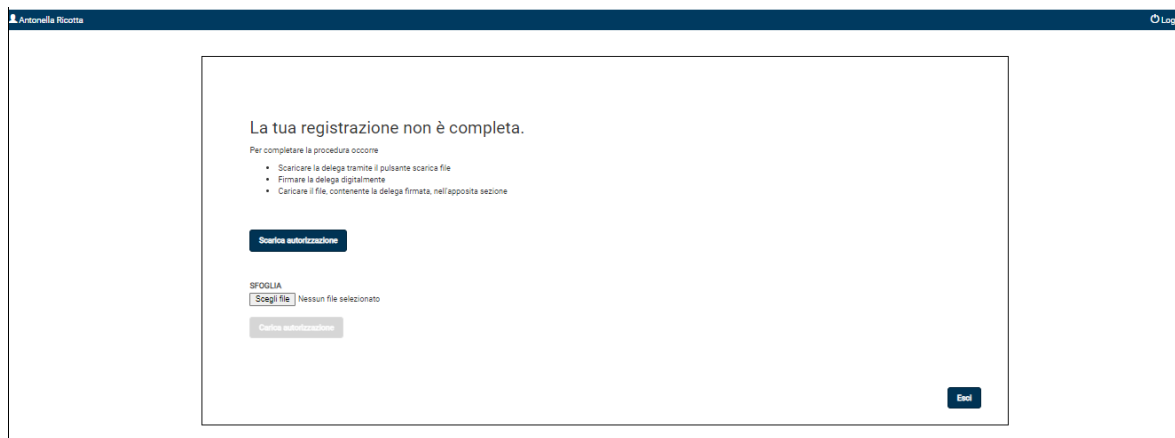 Antonella Ricotta
Log
La tua registrazione non è completa.
Per completare la procedura occorre
Scaricare la delega tramite il pulsante scarica file
Firmare la delega digitalmente
Caricare il file, contenente la delega firmata, nell'apposita sezione
Scarica autorizzazione
SFOGLIA
Scegli file Nessun file selezionato
Carica autorizzazione
Esci